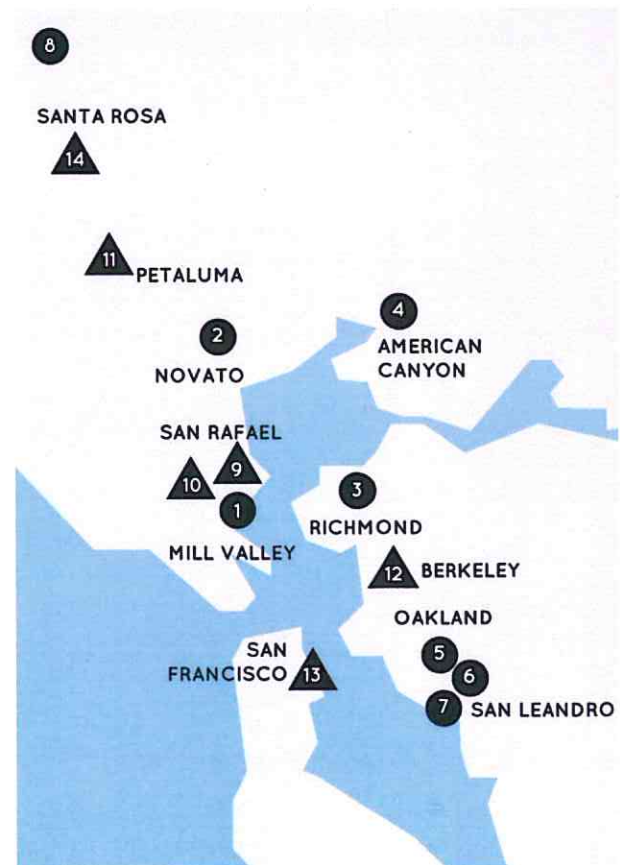 8
SANTA ROSA
14
11
PETALUMA
4
2
AMERICAN
CANYON
NOVATO
SAN RAFAEL
9
10
3
1
RICHMOND
MILL VALLEY
12
BERKELEY
OAKLAND
5
SAN
FRANCISCO
13
6
7
SAN LEANDRO